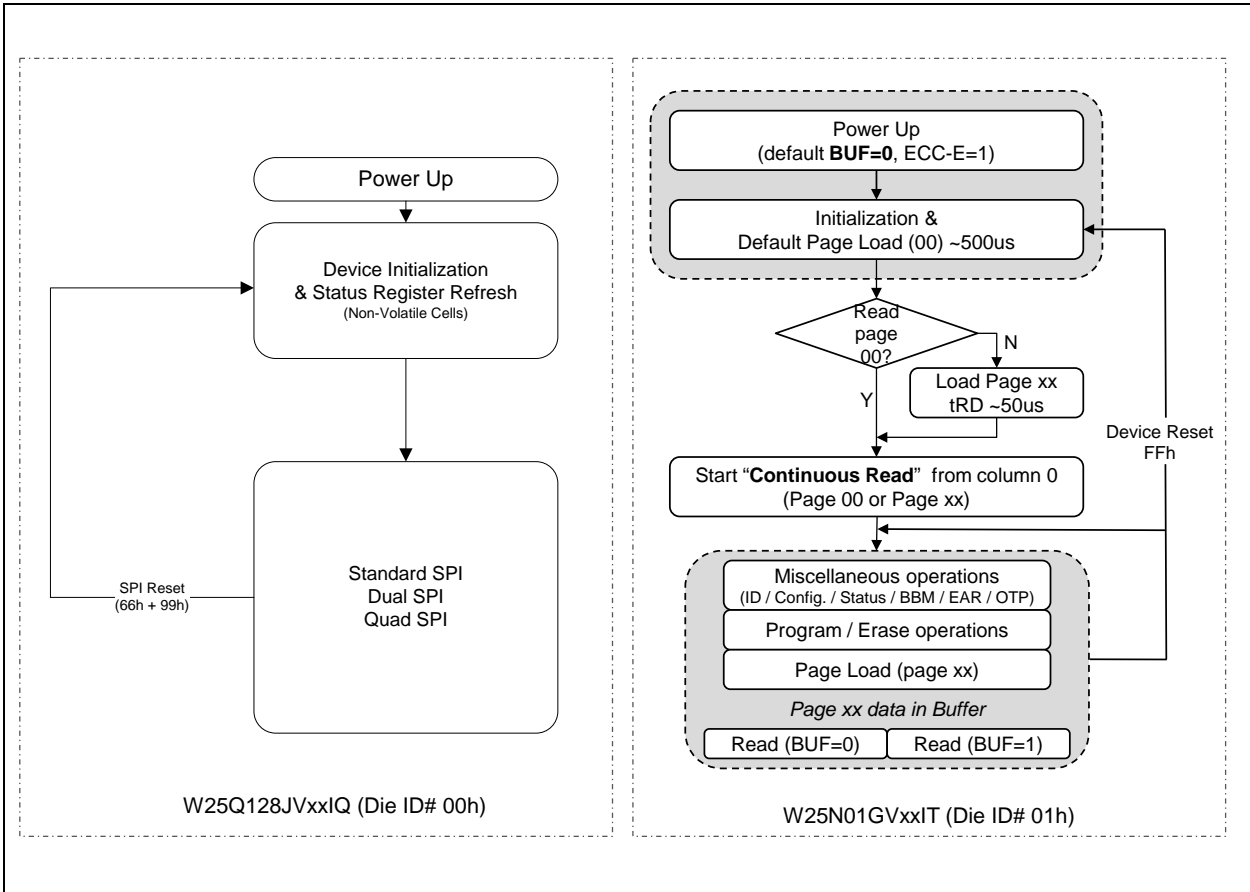 Power Up
Device Initialization
& Status Register Refresh
(Non-Volatile Cells)
SPI Reset
(66h + 99h)
Standard SPI
Dual SPI
Quad SPI
W25Q128JVxxIQ (Die ID# 00h)
Power Up
(default BUF=0, ECC-E=1)
Initialization &
Default Page Load (00) ~500us
Read
page
00?
N
Y
Load Page xx
tRD ~50us
Device Reset
FFh
Start “Continuous Read” from column 0
(Page 00 or Page xx)
Miscellaneous operations
(ID / Config. / Status / BBM / EAR / OTP)
Program / Erase operations
Page Load (page xx)
Page xx data in Buffer
Read (BUF=0)
Read (BUF=1)
W25N01GVxxIT (Die ID# 01h)